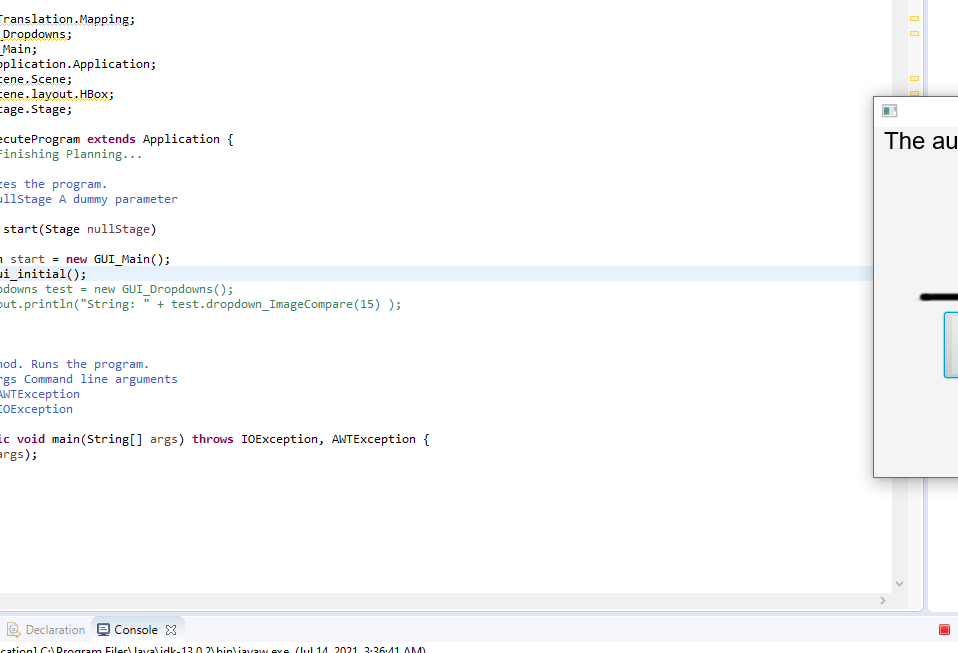 Translation.Mapping;
_Dropdowns;
_Main;
pplication.Application;
cene.Scene;
cene.layout.HBox;
tage.Stage;
ecuteProgram extends Application {
Finishing Planning...
zes the program.
ullStage A dummy parameter
start(Stage nullStage)
n start = new GUI_Main();
ui_initial();
pdowns test = new GUI_Dropdowns();
out.println("String: " + test.dropdown_ImageCompare(15) );
hod. Runs the program.
rgs Command line arguments
AWTException
IOException
ic void main(String[] args) throws IOException, AWTException {
args);
The au
Declaration Console
cation] C:\Program Files\Java\jdk-13.0.2\bin\javaw.exe (Jul 14, 2021, 3:36:41 AM)